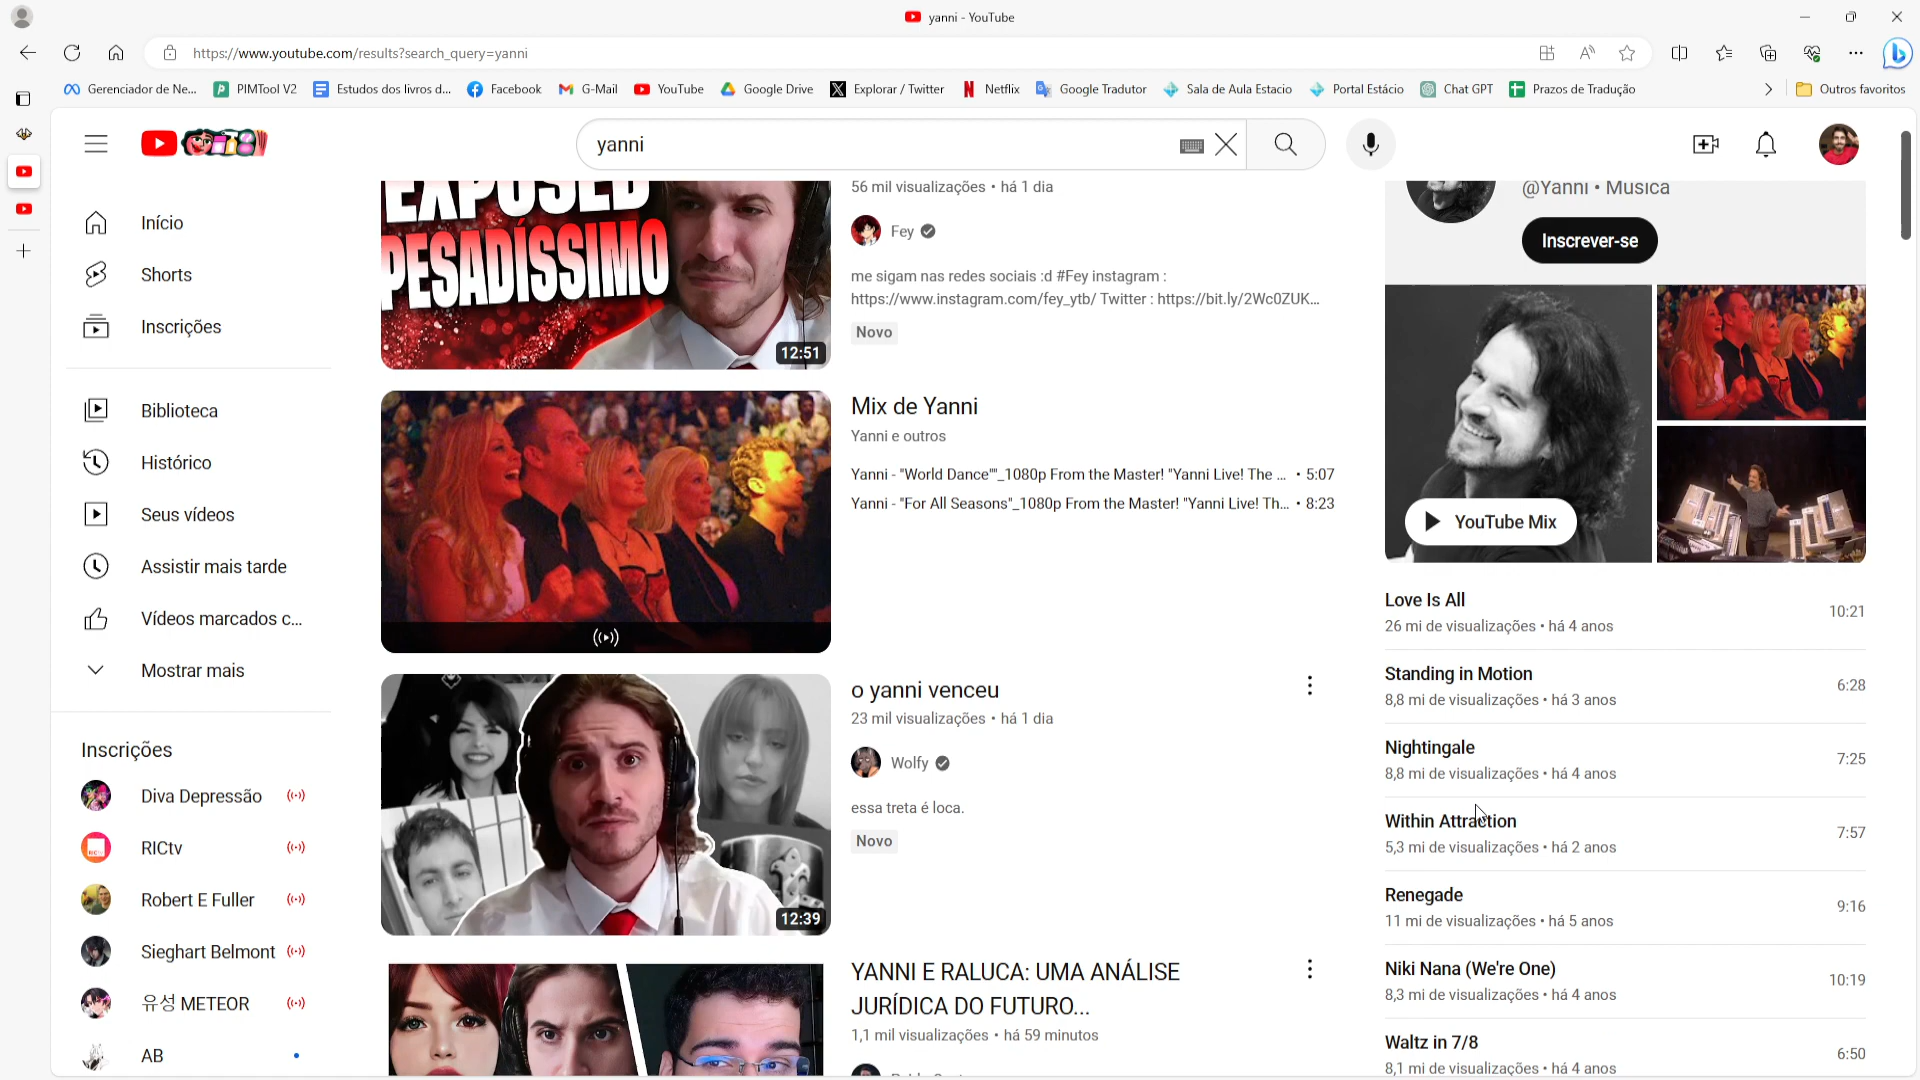 yanni - YouTube
https://www.youtube.com/results?search_query=yanni
Gerenciador de Ne...
PIMTool V2
Estudos dos livros d...
Facebook
G-Mail
YouTube
Google Drive
Explorar / Twitter
Netflix
Google Tradutor
Sala de Aula Estacio
Portal Estácio
Chat GPT
Prazos de Tradução
Outros favoritos
yanni
Início
Shorts
Inscrições
Biblioteca
Histórico
Seus vídeos
Assistir mais tarde
Vídeos marcados c...
Mostrar mais
Inscrições
Diva Depressão
RICtv
Robert E Fuller
Sieghart Belmont
유성 METEOR
AB
EXPOSED
PESADÍSSIMO
12:51
56 mil visualizações • há 1 dia
Fey
me sigam nas redes sociais :d #Fey instagram :
https://www.instagram.com/fey_ytb/ Twitter : https://bit.ly/2Wc0ZUK...
Novo
Mix de Yanni
Yanni e outros
Yanni - "World Dance""_1080p From the Master! "Yanni Live! The ... • 5:07
Yanni - "For All Seasons"_1080p From the Master! "Yanni Live! Th... • 8:23
12:39
o yanni venceu
23 mil visualizações • há 1 dia
Wolfy
essa treta é loca.
Novo
YANNI E RALUCA: UMA ANÁLISE
JURÍDICA DO FUTURO...
1,1 mil visualizações • há 59 minutos
@Yanni • Música
Inscrever-se
YouTube Mix
Love Is All
26 mi de visualizações • há 4 anos
10:21
Standing in Motion
8,8 mi de visualizações • há 3 anos
6:28
Nightingale
8,8 mi de visualizações • há 4 anos
7:25
Within Attraction
5,3 mi de visualizações • há 2 anos
7:57
Renegade
11 mi de visualizações • há 5 anos
9:16
Niki Nana (We're One)
8,3 mi de visualizações • há 4 anos
10:19
Waltz in 7/8
8,1 mi de visualizações • há 4 anos
6:50